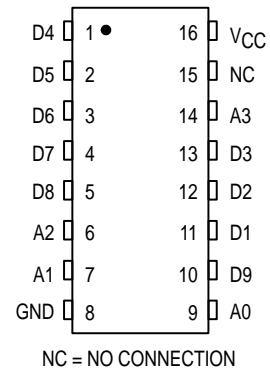 D4 1 16 VCC
D5 2 15 NC
D6 3 14 A3
D7 4 13 D3
D8 5 12 D2
A2 6 11 D1
A1 7 10 D9
GND 8 9 A0
NC = NO CONNECTION